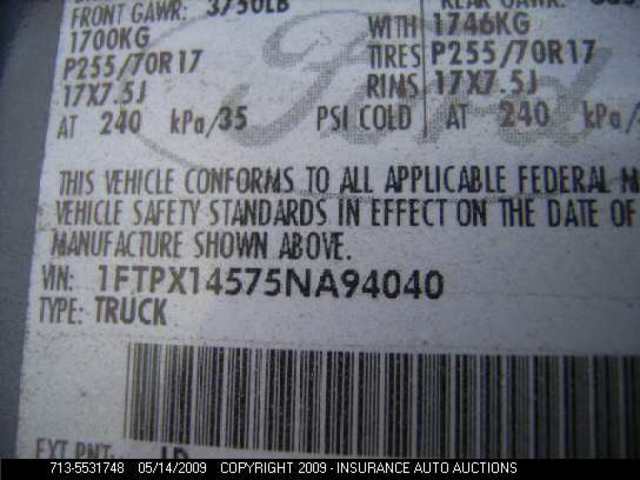 FRONT GAWR: 3750LB
1700KG WITH 1746KG
P255/70R17 TIRES P255/70R17
17X7.5J RIMS 17X7.5J
AT 240 kPa/35 PSI COLD AT 240 kPa/
Ford
THIS VEHICLE CONFORMS TO ALL APPLICABLE FEDERAL M
VEHICLE SAFETY STANDARDS IN EFFECT ON THE DATE OF
MANUFACTURE SHOWN ABOVE.
VIN: 1FTPX14575NA94040
TYPE: TRUCK
EXT PNT:
713-5531748 05/14/2009 COPYRIGHT 2009 - INSURANCE AUTO AUCTIONS